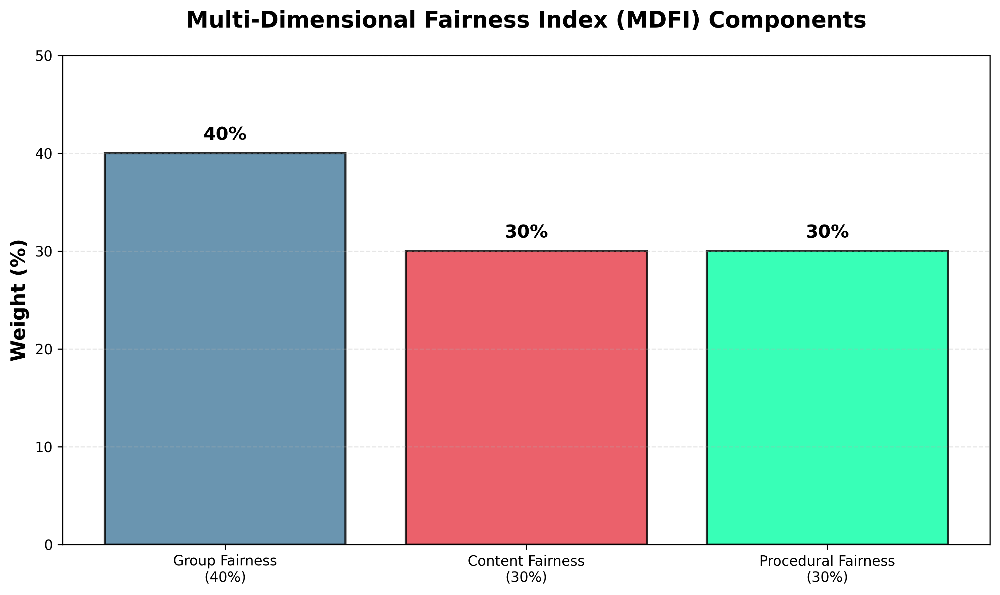 Multi-Dimensional Fairness Index (MDFI) Components
Weight (%)
50
40
30
20
10
0
40%
30%
30%
Group Fairness
(40%)
Content Fairness
(30%)
Procedural Fairness
(30%)